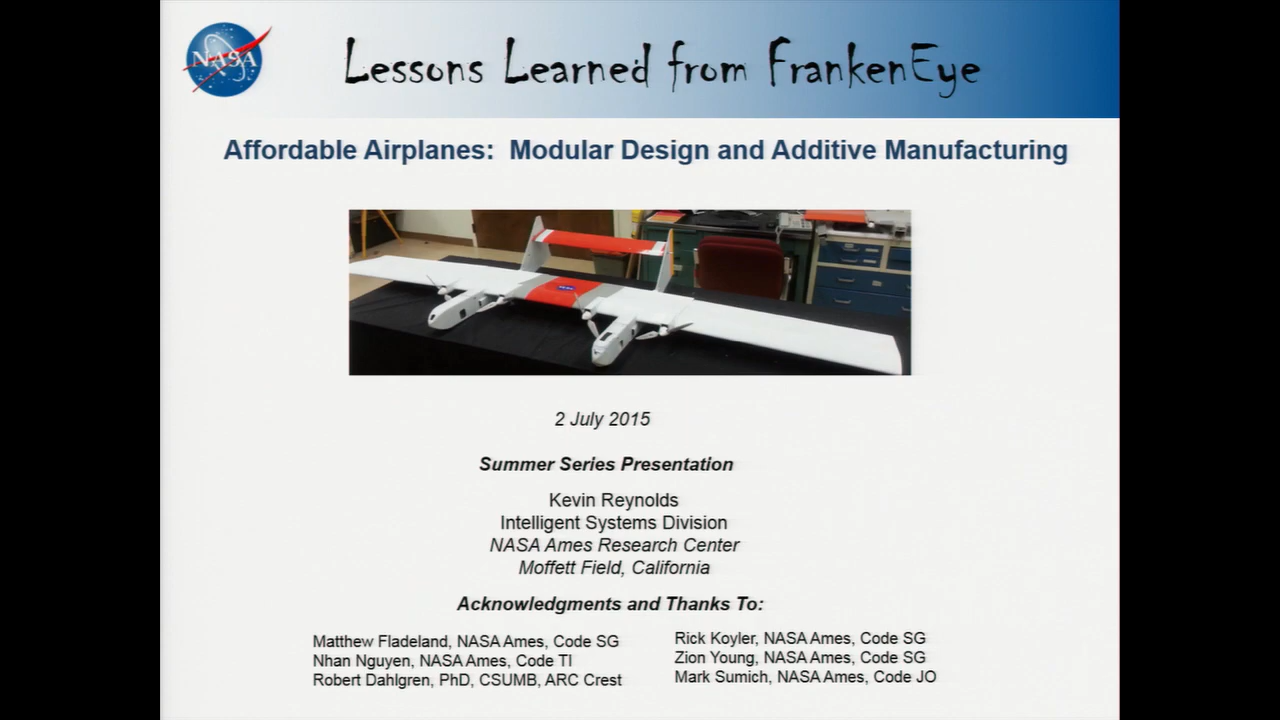 NASA
Lessons Learned from FrankenEye
Affordable Airplanes: Modular Design and Additive Manufacturing
2 July 2015
Summer Series Presentation
Kevin Reynolds
Intelligent Systems Division
NASA Ames Research Center
Moffett Field, California
Acknowledgments and Thanks To:
Matthew Fladeland, NASA Ames, Code SG
Nhan Nguyen, NASA Ames, Code TI
Robert Dahlgren, PhD, CSUMB, ARC Crest
Rick Koyler, NASA Ames, Code SG
Zion Young, NASA Ames, Code SG
Mark Sumich, NASA Ames, Code JO